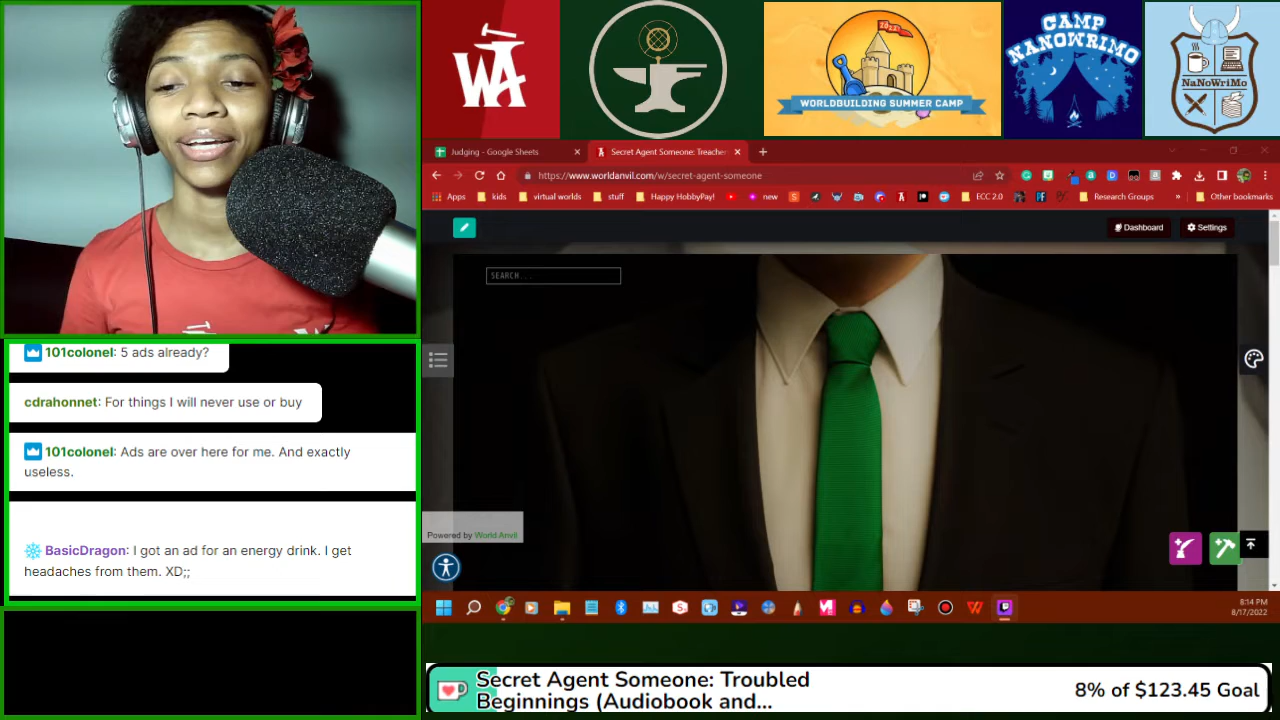 WA
2022
WORLDBUILDING SUMMER CAMP
CAMP
NANOWRIMO
NaNoWriMo
Judging - Google Sheets
Secret Agent Someone: Treacher
https://www.worldanvil.com/w/secret-agent-someone
Apps
kids
virtual worlds
stuff
Happy HobbyPay!
new
ECC 2.0
Research Groups
»
Other bookmarks
Dashboard
Settings
SEARCH...
Powered by World Anvil
101colonel: 5 ads already?
cdrahonnet: For things I will never use or buy
101colonel: Ads are over here for me. And exactly
useless.
BasicDragon: I got an ad for an energy drink. I get
headaches from them. XD;;
8:14 PM
8/17/2022
Secret Agent Someone: Troubled
Beginnings (Audiobook and...
8% of $123.45 Goal